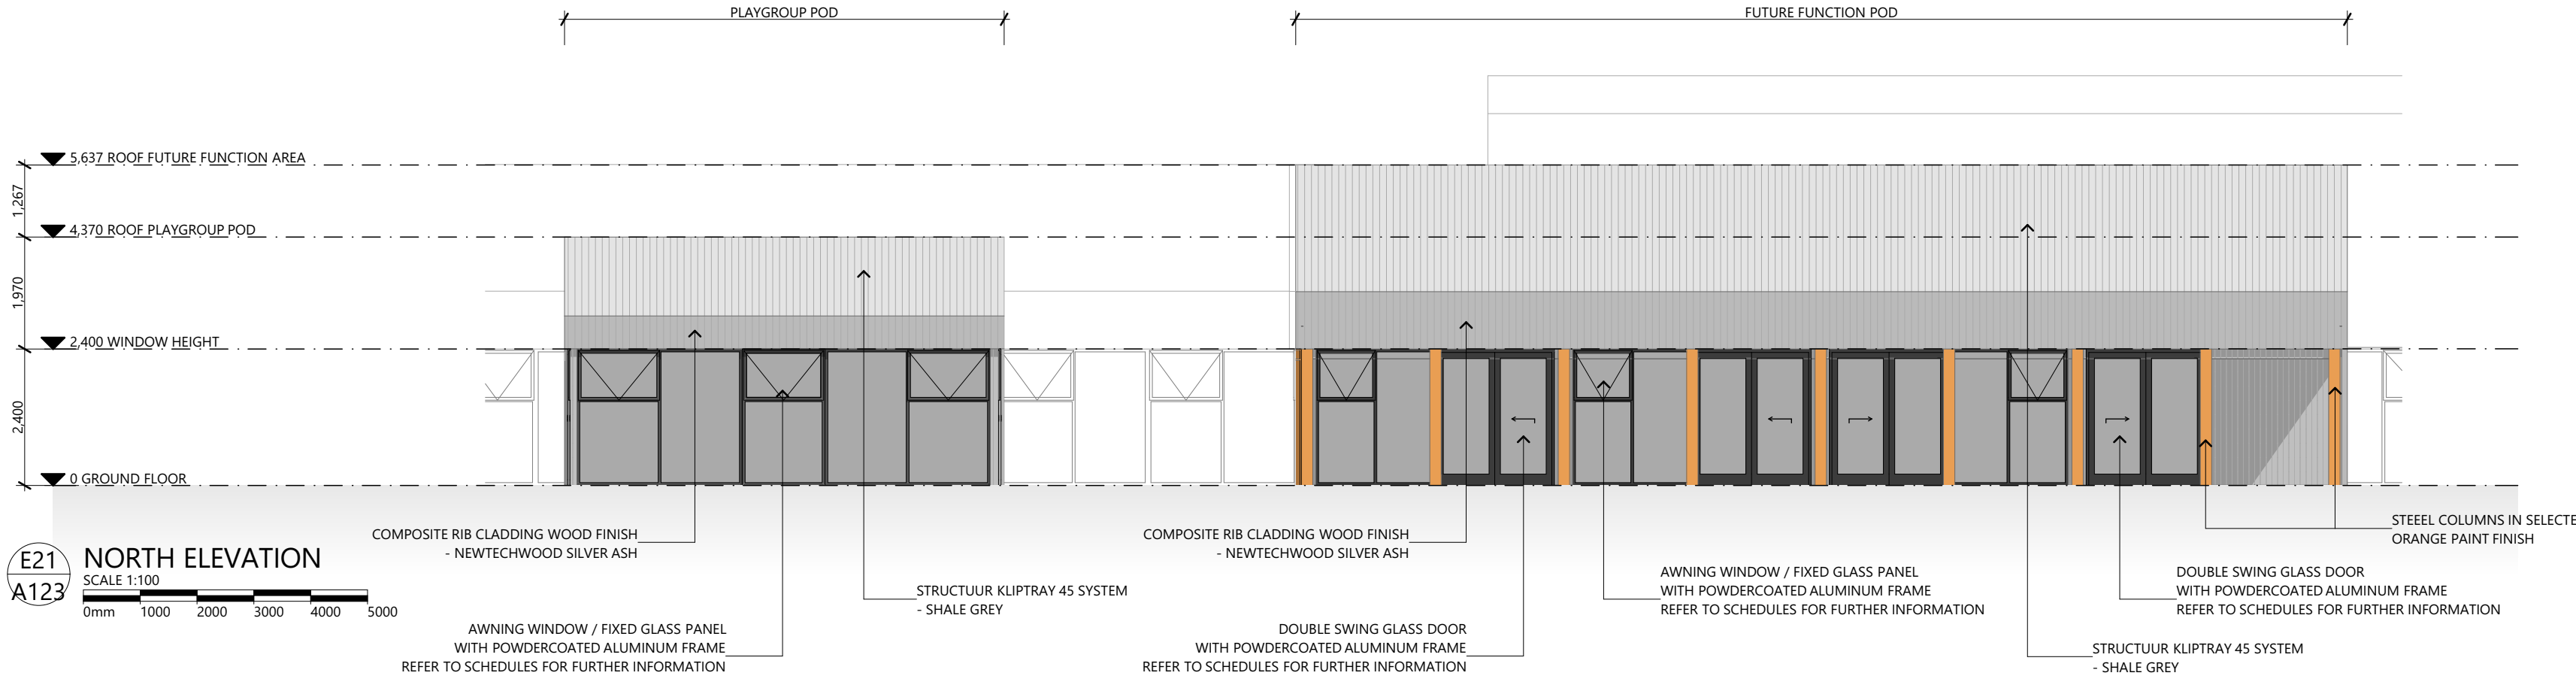 PLAYGROUP POD
FUTURE FUNCTION POD
5,637 ROOF FUTURE FUNCTION AREA
1,267
4,370 ROOF PLAYGROUP POD
1,970
2,400 WINDOW HEIGHT
2,400
0 GROUND FLOOR
COMPOSITE RIB CLADDING WOOD FINISH
- NEWTECHWOOD SILVER ASH
COMPOSITE RIB CLADDING WOOD FINISH
- NEWTECHWOOD SILVER ASH
STEEEL COLUMNS IN SELECTE
ORANGE PAINT FINISH
E21
A123
NORTH ELEVATION
SCALE 1:100
0mm 1000 2000 3000 4000 5000
STRUCTUUR KLIPTRAY 45 SYSTEM
- SHALE GREY
AWNING WINDOW / FIXED GLASS PANEL
WITH POWDERCOATED ALUMINUM FRAME
REFER TO SCHEDULES FOR FURTHER INFORMATION
DOUBLE SWING GLASS DOOR
WITH POWDERCOATED ALUMINUM FRAME
REFER TO SCHEDULES FOR FURTHER INFORMATION
AWNING WINDOW / FIXED GLASS PANEL
WITH POWDERCOATED ALUMINUM FRAME
REFER TO SCHEDULES FOR FURTHER INFORMATION
DOUBLE SWING GLASS DOOR
WITH POWDERCOATED ALUMINUM FRAME
REFER TO SCHEDULES FOR FURTHER INFORMATION
STRUCTUUR KLIPTRAY 45 SYSTEM
- SHALE GREY